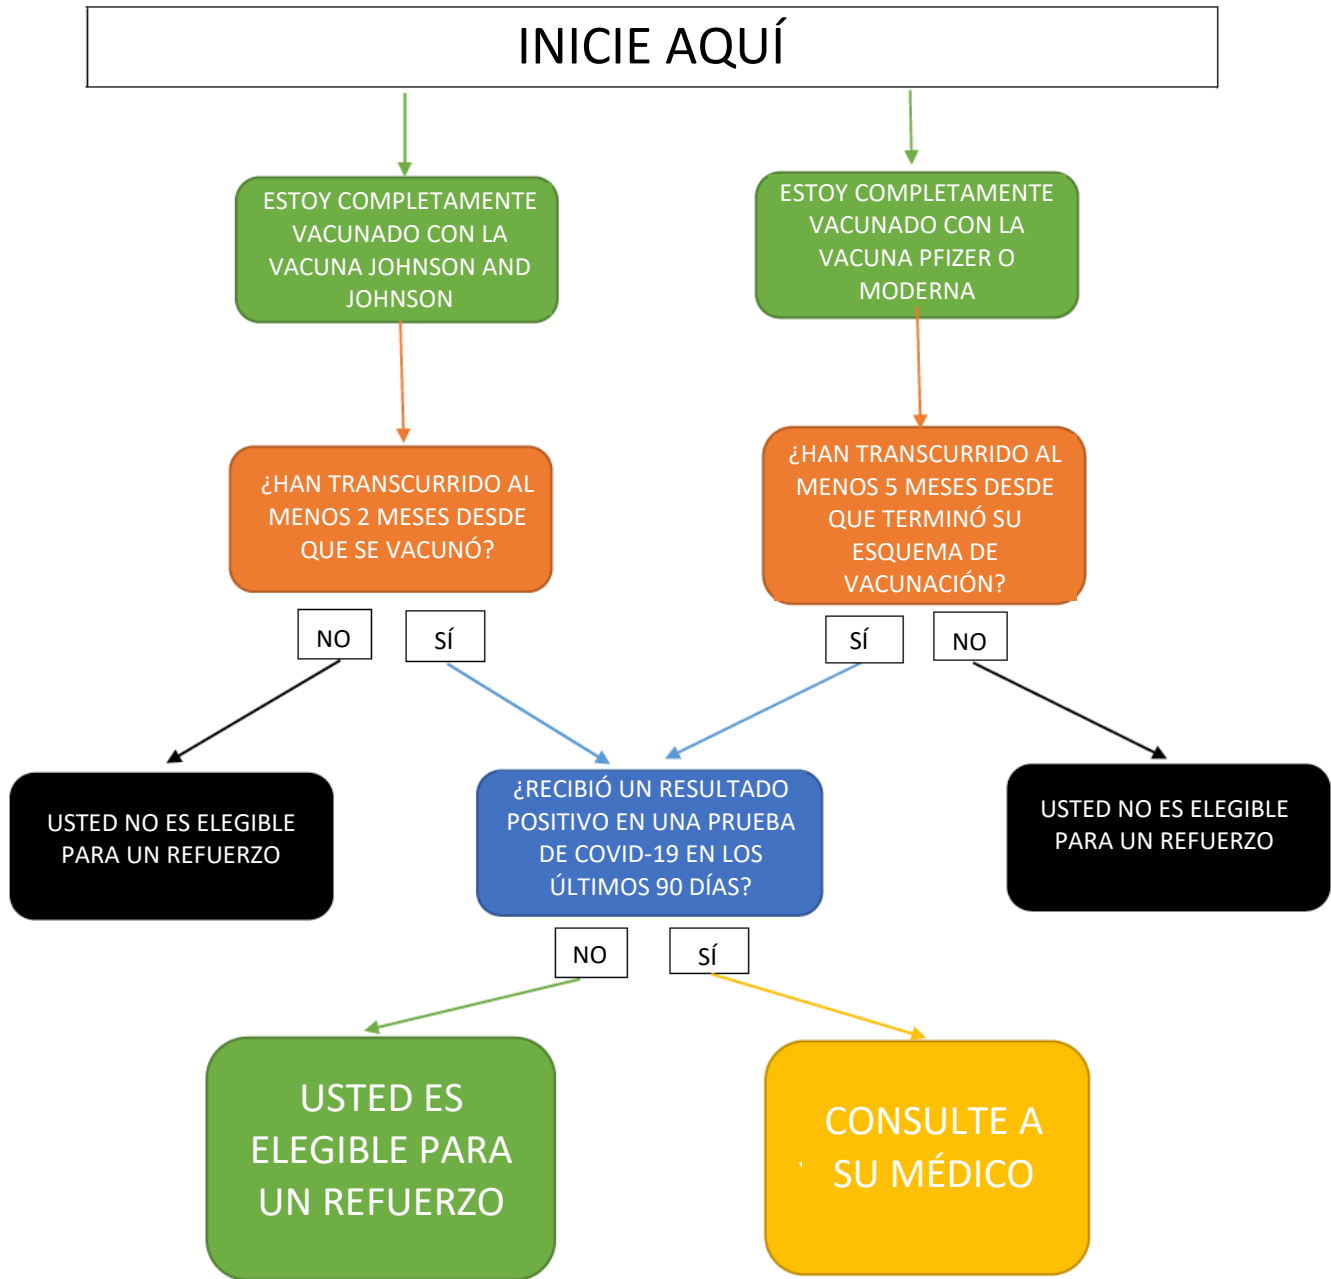 INICIE AQUÍ
ESTOY COMPLETAMENTE
VACUNADO CON LA
VACUNA JOHNSON AND
JOHNSON
ESTOY COMPLETAMENTE
VACUNADO CON LA
VACUNA PFIZER O
MODERNA
¿HAN TRANSCURRIDO AL
MENOS 2 MESES DESDE
QUE SE VACUNÓ?
¿HAN TRANSCURRIDO AL
MENOS 5 MESES DESDE
QUE TERMINÓ SU
ESQUEMA DE
VACUNACIÓN?
NO
SÍ
SÍ
NO
USTED NO ES ELEGIBLE
PARA UN REFUERZO
¿RECIBIÓ UN RESULTADO
POSITIVO EN UNA PRUEBA
DE COVID-19 EN LOS
ÚLTIMOS 90 DÍAS?
USTED NO ES ELEGIBLE
PARA UN REFUERZO
NO
SÍ
USTED ES
ELEGIBLE PARA
UN REFUERZO
CONSULTE A
SU MÉDICO